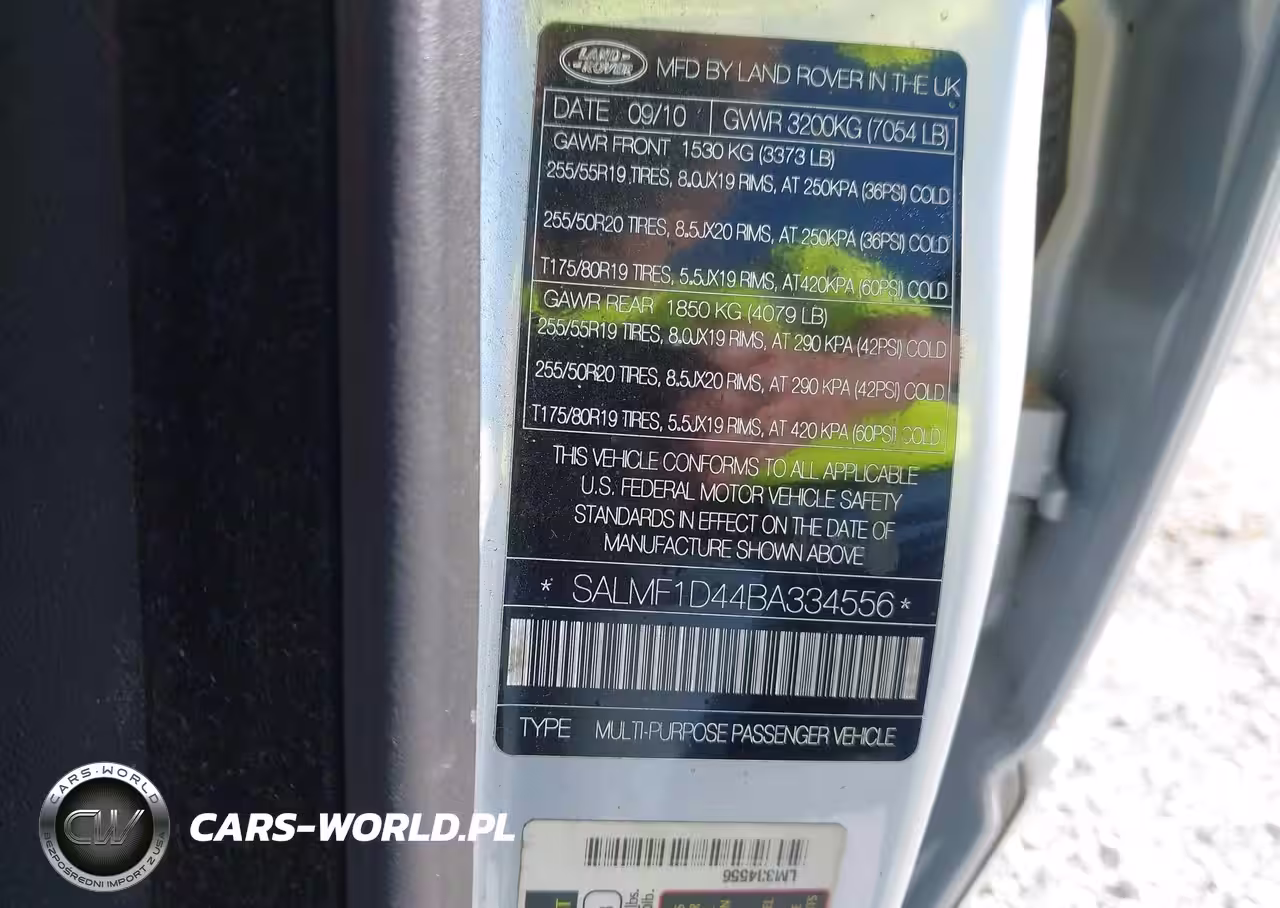 LAND
ROVER
MFD BY LAND ROVER IN THE UK
DATE 09/10 GVWR 3200KG (7054 LB)
GAWR FRONT 1530 KG (3373 LB)
255/55R19 TIRES, 8.0JX19 RIMS, AT 250KPA (36PSI) COLD
255/50R20 TIRES, 8.5JX20 RIMS, AT 250KPA (36PSI) COLD
T175/80R19 TIRES, 5.5JX19 RIMS, AT420KPA (60PSI) COLD
GAWR REAR 1850 KG (4079 LB)
255/55R19 TIRES, 8.0JX19 RIMS, AT 290 KPA (42PSI) COLD
255/50R20 TIRES, 8.5JX20 RIMS, AT 290 KPA (42PSI) COLD
T175/80R19 TIRES, 5.5JX19 RIMS, AT 420 KPA (60PSI) COLD
THIS VEHICLE CONFORMS TO ALL APPLICABLE
U.S. FEDERAL MOTOR VEHICLE SAFETY
STANDARDS IN EFFECT ON THE DATE OF
MANUFACTURE SHOWN ABOVE
* SALMF1D44BA334556 *
TYPE MULTI-PURPOSE PASSENGER VEHICLE
CARS-WORLD
CW
BEZPOŚREDNI IMPORT Z USA
CARS-WORLD.PL
LM334556
lbs.
lb.